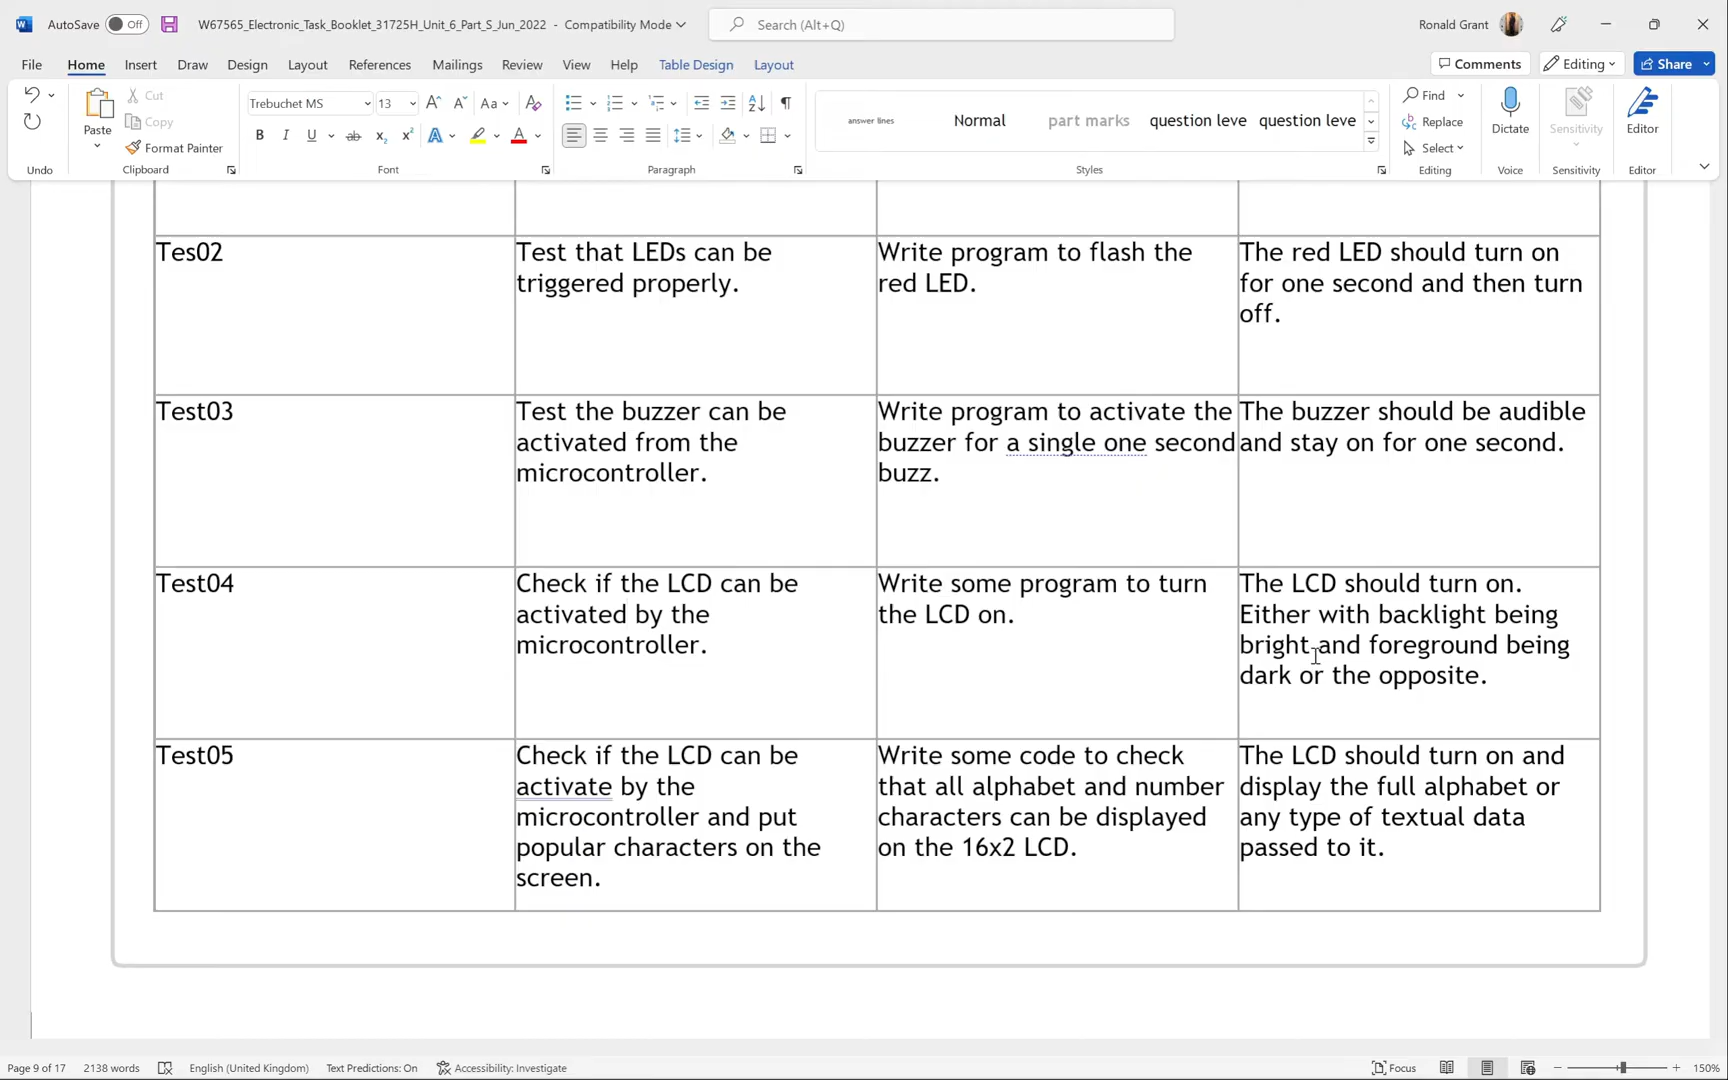 AutoSave Off W67565_Electronic_Task_Booklet_31725H_Unit_6_Part_S_Jun_2022 - Compatibility Mode Search (Alt+Q) Ronald Grant
File Home Insert Draw Design Layout References Mailings Review View Help Table Design Layout Comments Editing Share
Trebuchet MS 13 Aa
Paste Cut Copy Format Painter
B I U ab x₂ x² A A
answer lines Normal part marks question leve question leve
Find Replace Select Dictate Sensitivity Editor
Undo Clipboard Font Paragraph Styles Editing Voice Sensitivity Editor
Tes02
Test that LEDs can be
triggered properly.
Write program to flash the
red LED.
The red LED should turn on
for one second and then turn
off.
Test03
Test the buzzer can be
activated from the
microcontroller.
Write program to activate the
buzzer for a single one second
buzz.
The buzzer should be audible
and stay on for one second.
Test04
Check if the LCD can be
activated by the
microcontroller.
Write some program to turn
the LCD on.
The LCD should turn on.
Either with backlight being
bright and foreground being
dark or the opposite.
Test05
Check if the LCD can be
activate by the
microcontroller and put
popular characters on the
screen.
Write some code to check
that all alphabet and number
characters can be displayed
on the 16x2 LCD.
The LCD should turn on and
display the full alphabet or
any type of textual data
passed to it.
Page 9 of 17 2138 words English (United Kingdom) Text Predictions: On Accessibility: Investigate Focus 150%